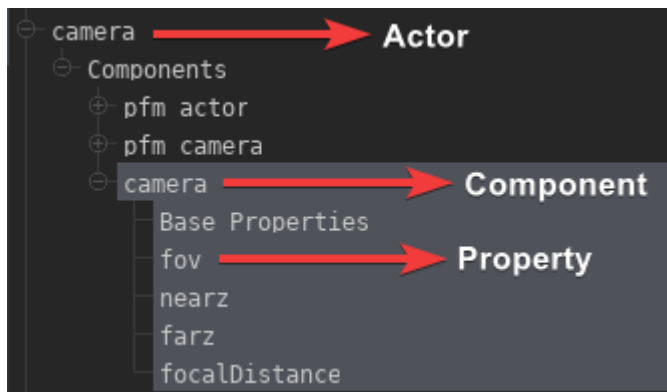 camera Actor
Components
pfm actor
pfm camera
camera Component
Base Properties
fov Property
nearz
farz
focalDistance